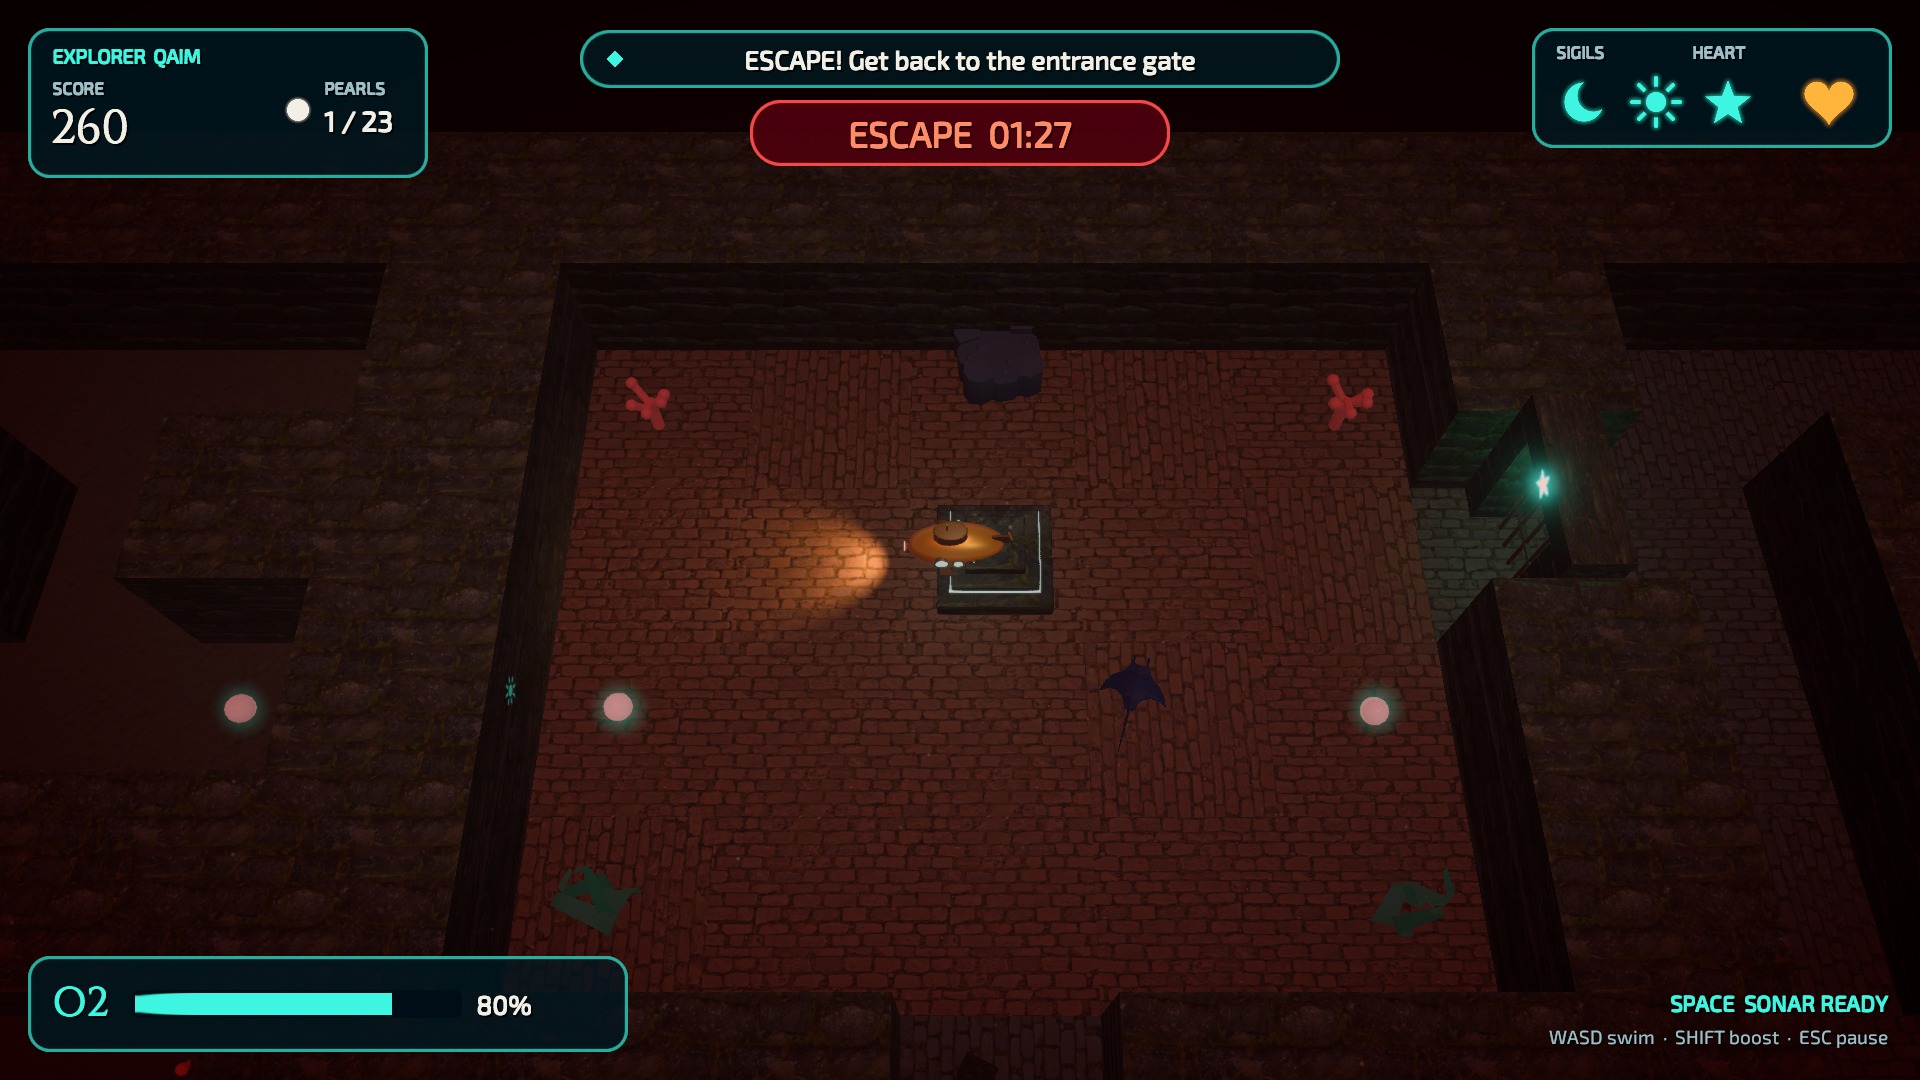 EXPLORER QAIM
SCORE
260
PEARLS
1 / 23
ESCAPE! Get back to the entrance gate
ESCAPE 01:27
SIGILS
HEART
O2
80%
SPACE SONAR READY
WASD swim · SHIFT boost · ESC pause